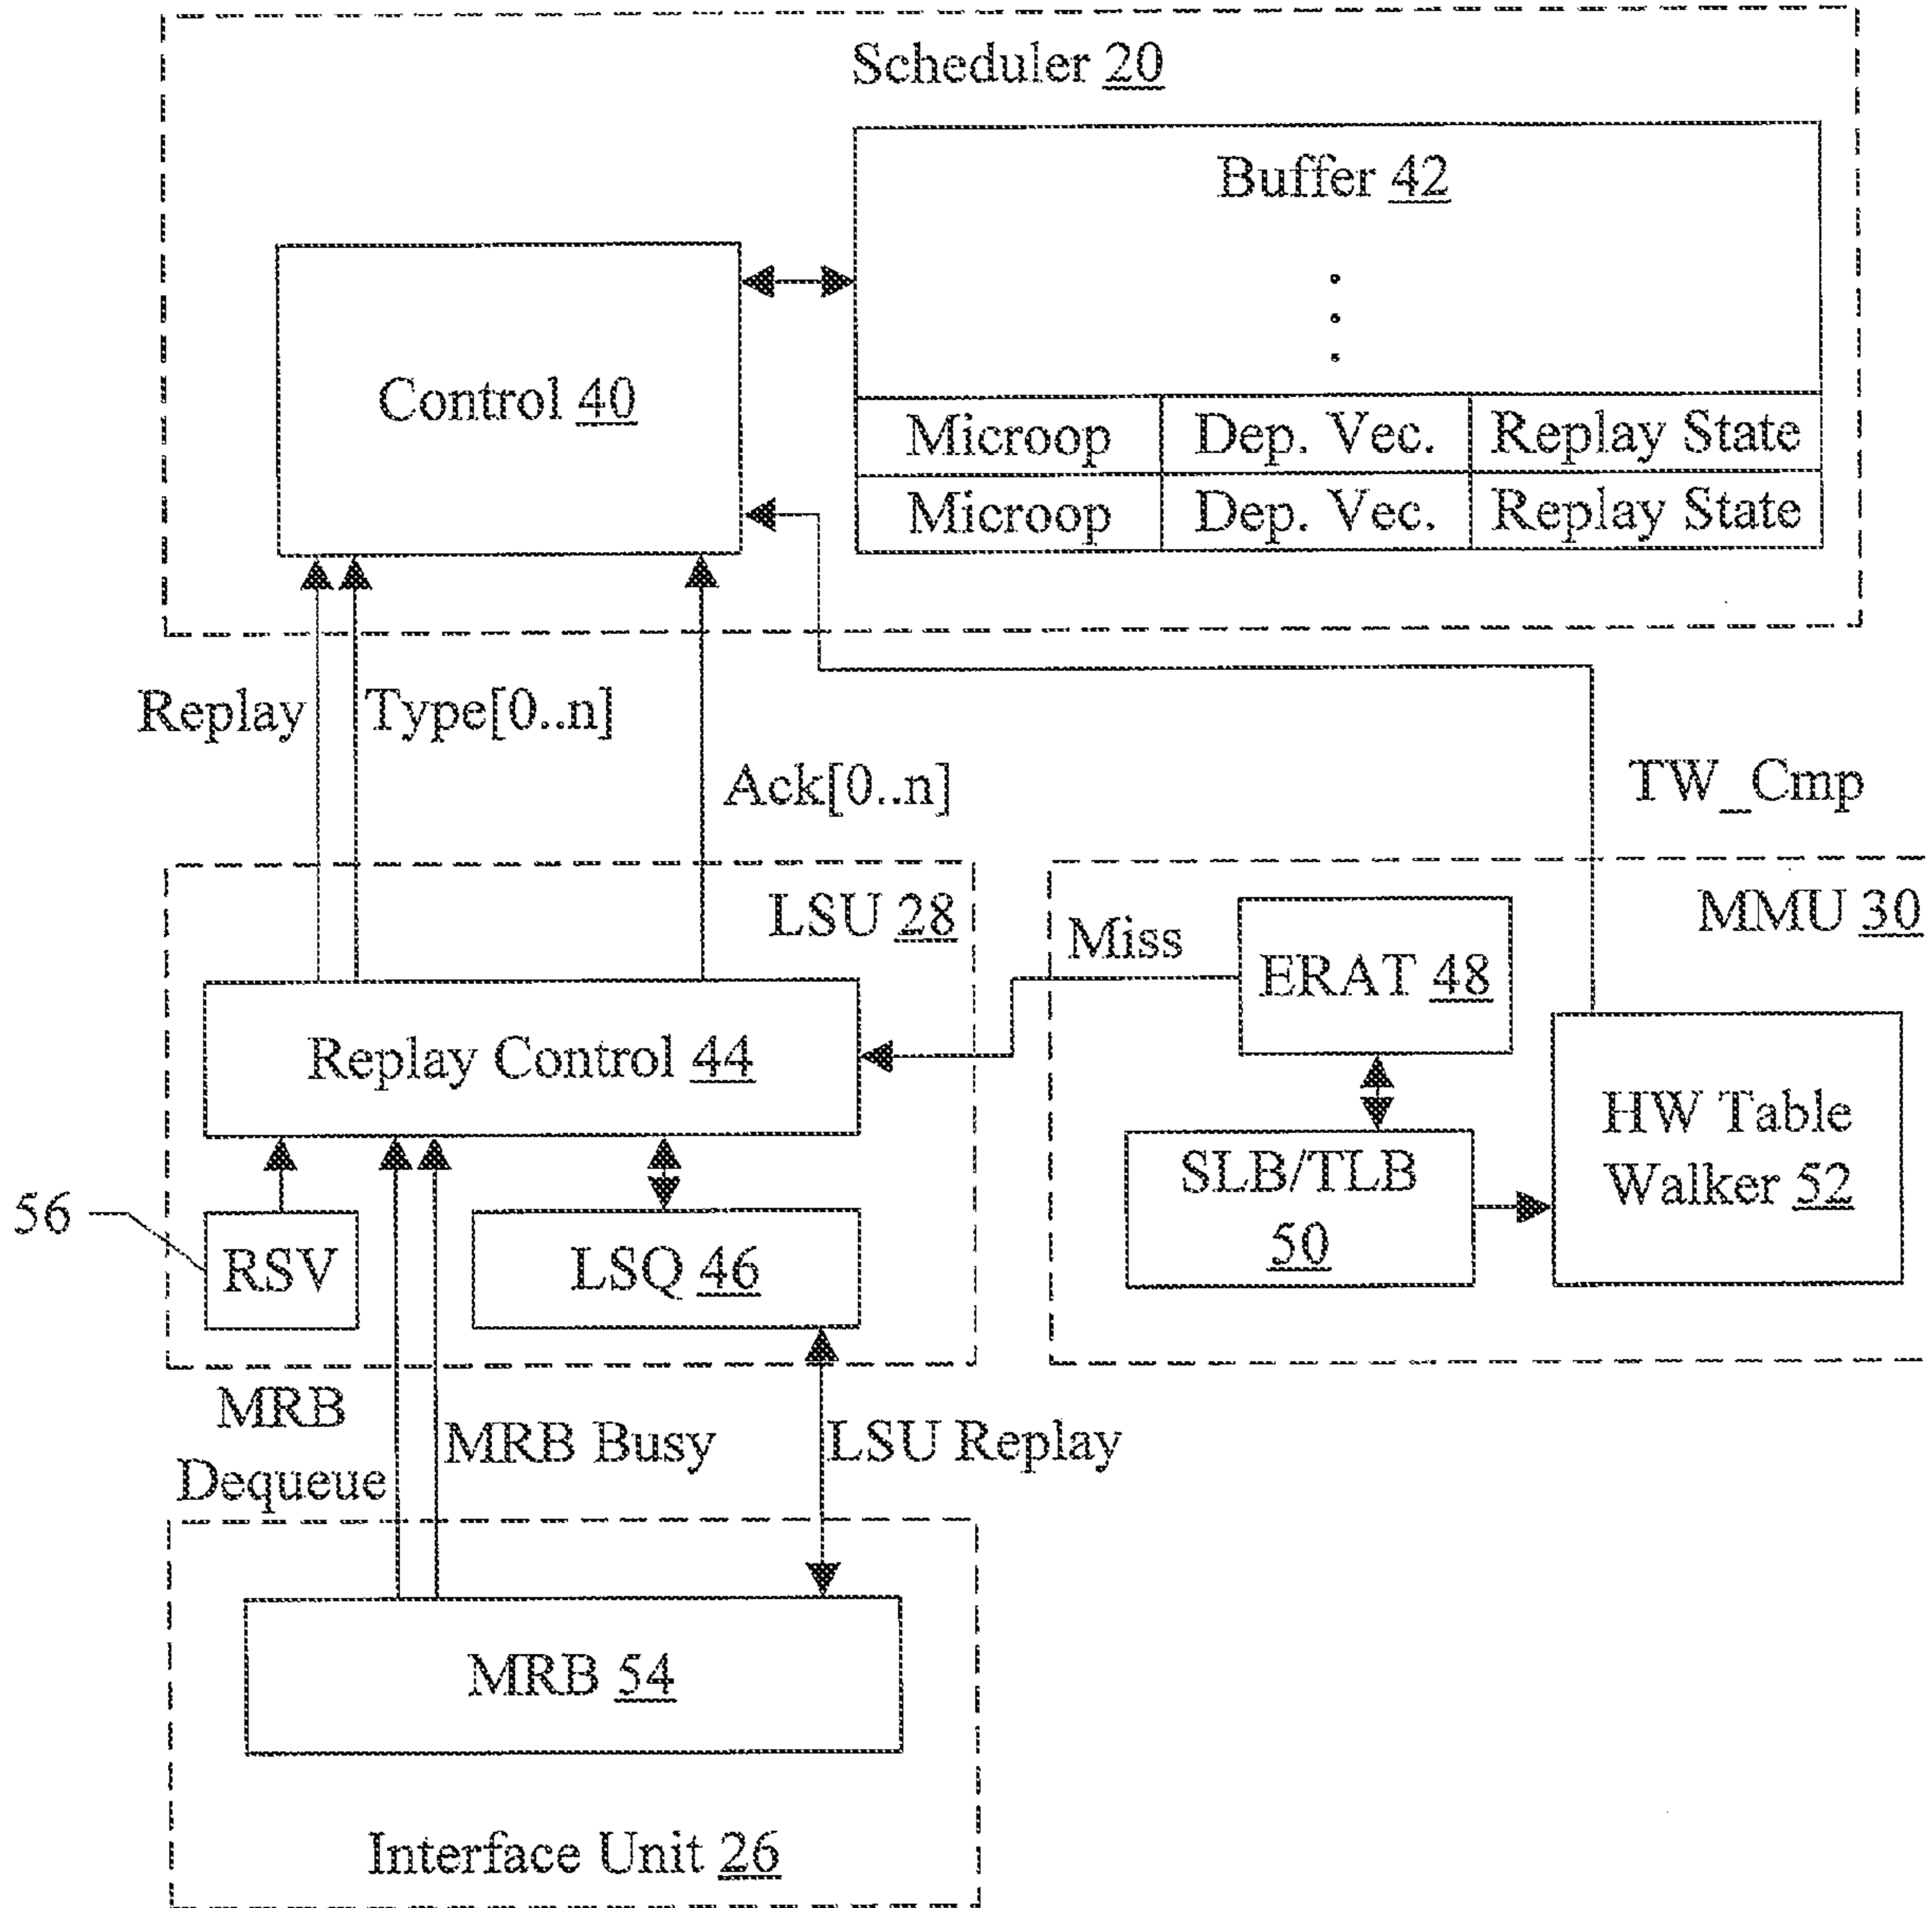 Scheduler 20
Buffer 42
Control 40
Microop Dep. Vec. Replay State
Microop Dep. Vec. Replay State
Replay
Type[0..n]
Ack[0..n]
TW_Cmp
LSU 28
MMU 30
Miss
ERAT 48
Replay Control 44
HW Table
Walker 52
SLB/TLB
50
56
RSV
LSQ 46
MRB
Dequeue
MRB Busy
LSU Replay
MRB 54
Interface Unit 26